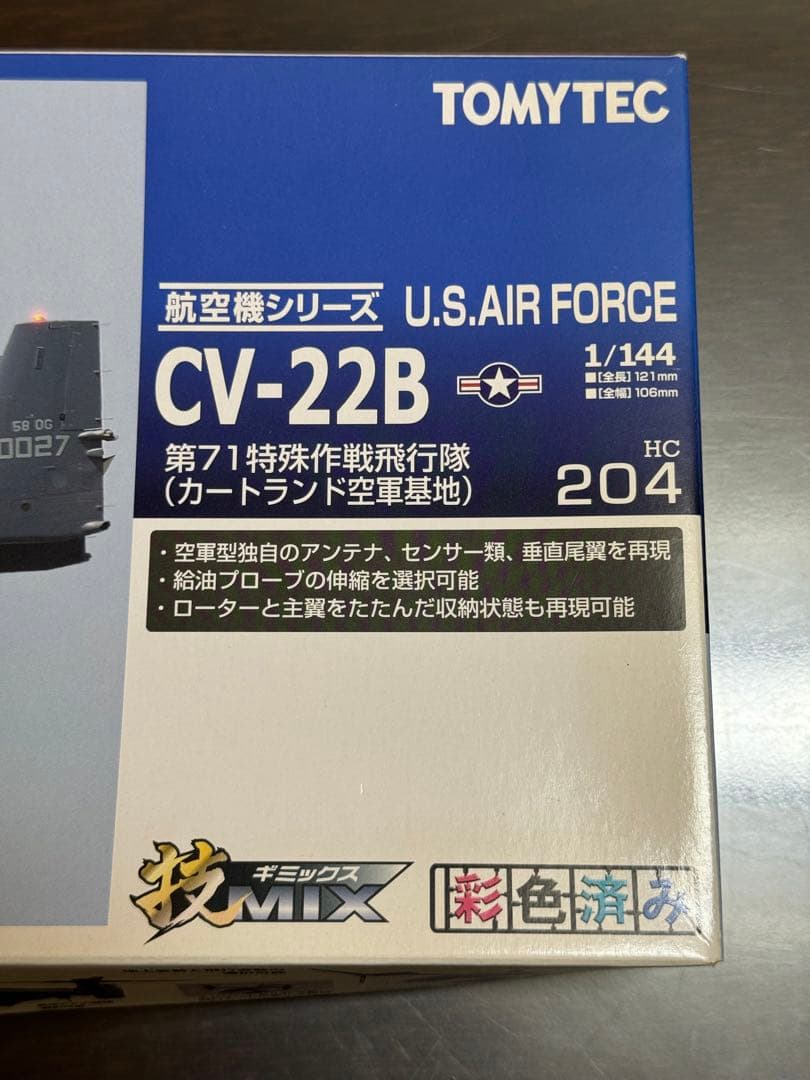 TOMYTEC
航空機シリーズ U.S.AIR FORCE
CV-22B
1/144
■[全長]121mm
■[全幅]106mm
第71特殊作戦飛行隊
(カートランド空軍基地)
HC
204
58 OG
0027
・空軍型独自のアンテナ、センサー類、垂直尾翼を再現
・給油プローブの伸縮を選択可能
・ローターと主翼をたたんだ収納状態も再現可能
ギミックス
技MIX
彩色済み